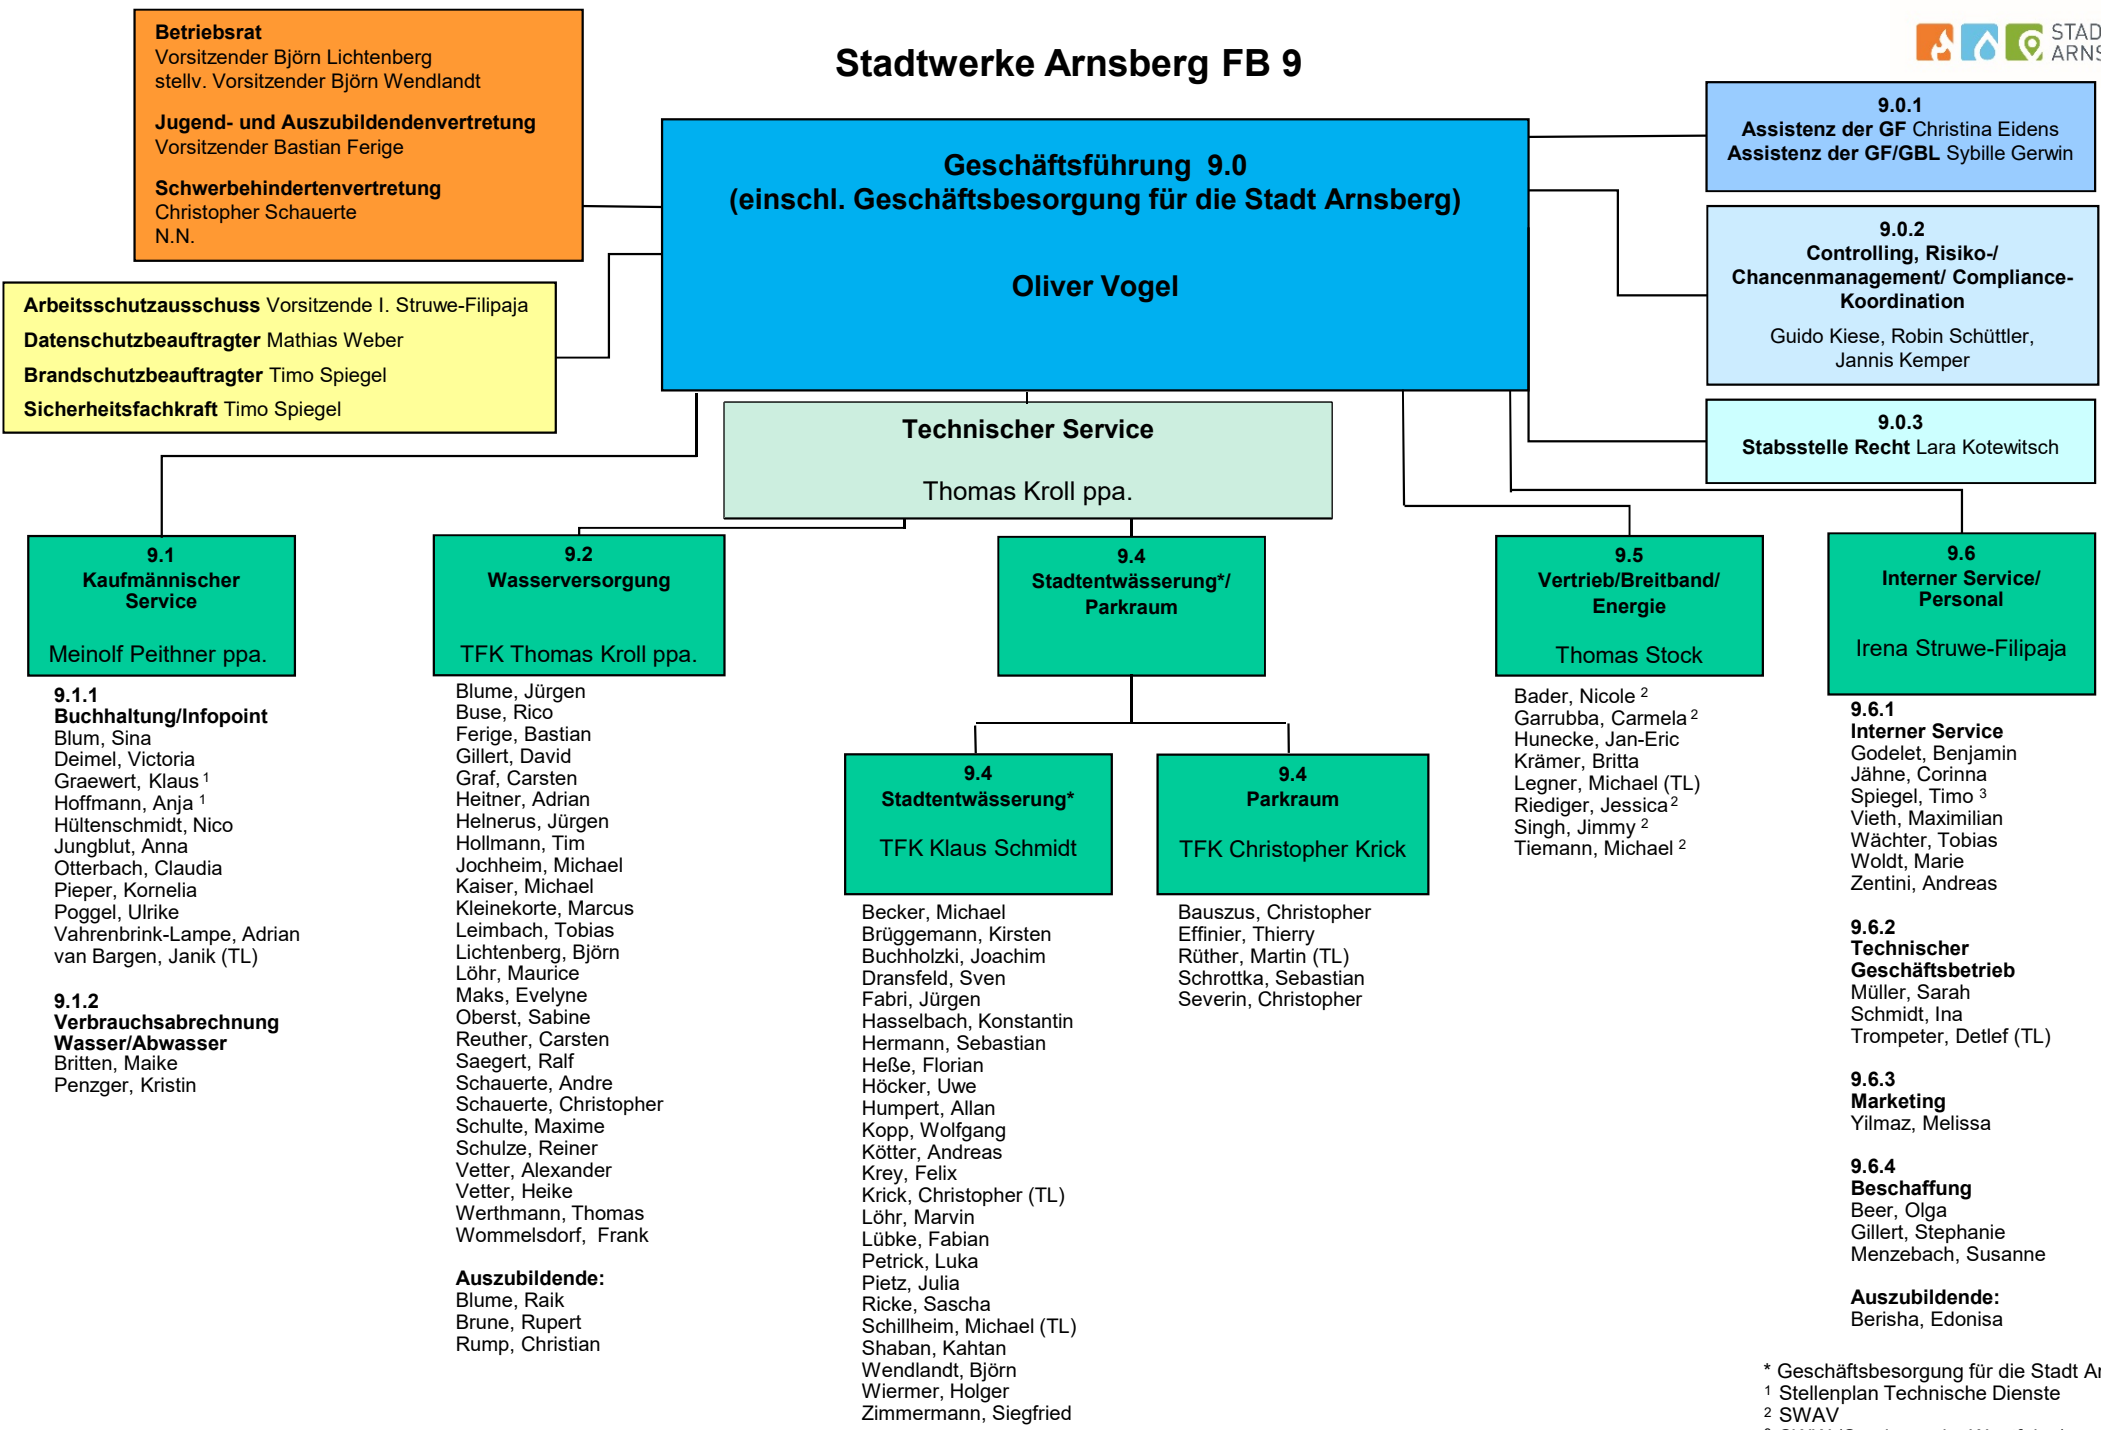 Betriebsrat
Vorsitzender Björn Lichtenberg
stellv. Vorsitzender Björn Wendlandt
Jugend- und Auszubildendenvertretung
Vorsitzender Bastian Ferige
Schwerbehindertenvertretung
Christopher Schauerte
N.N.
Stadtwerke Arnsberg FB 9
Arbeitsschutzausschuss Vorsitzende I. Struwe-Filipaja
Datenschutzbeauftragter Mathias Weber
Brandschutzbeauftragter Timo Spiegel
Sicherheitsfachkraft Timo Spiegel
Geschäftsführung 9.0
(einschl. Geschäftsbesorgung für die Stadt Arnsberg)
Oliver Vogel
9.0.1
Assistenz der GF Christina Eidens
Assistenz der GF/GBL Sybille Gerwin
9.0.2
Controlling, Risiko-/
Chancenmanagement/ Compliance-
Koordination
Guido Kiese, Robin Schüttler,
Jannis Kemper
9.0.3
Stabsstelle Recht Lara Kotewitsch
Technischer Service
Thomas Kroll ppa.
9.1
Kaufmännischer
Service
Meinolf Peithner ppa.
9.1.1
Buchhaltung/Infopoint
Blum, Sina
Deimel, Victoria
Graewert, Klaus ¹
Hoffmann, Anja ¹
Hültenschmidt, Nico
Jungblut, Anna
Otterbach, Claudia
Pieper, Kornelia
Poggel, Ulrike
Vahrenbrink-Lampe, Adrian
van Bargen, Janik (TL)
9.1.2
Verbrauchsabrechnung
Wasser/Abwasser
Britten, Maike
Penzger, Kristin
9.2
Wasserversorgung
TFK Thomas Kroll ppa.
Blume, Jürgen
Buse, Rico
Ferige, Bastian
Gillert, David
Graf, Carsten
Heitner, Adrian
Helnerus, Jürgen
Hollmann, Tim
Jochheim, Michael
Kaiser, Michael
Kleinekorte, Marcus
Leimbach, Tobias
Lichtenberg, Björn
Löhr, Maurice
Maks, Evelyne
Oberst, Sabine
Reuther, Carsten
Saegert, Ralf
Schauerte, Andre
Schauerte, Christopher
Schulte, Maxime
Schulze, Reiner
Vetter, Alexander
Vetter, Heike
Werthmann, Thomas
Wommelsdorf, Frank
Auszubildende:
Blume, Raik
Brune, Rupert
Rump, Christian
9.4
Stadtentwässerung*/
Parkraum
9.4
Stadtentwässerung*
TFK Klaus Schmidt
Becker, Michael
Brüggemann, Kirsten
Buchholzki, Joachim
Dransfeld, Sven
Fabri, Jürgen
Hasselbach, Konstantin
Hermann, Sebastian
Heße, Florian
Höcker, Uwe
Humpert, Allan
Kopp, Wolfgang
Kötter, Andreas
Krey, Felix
Krick, Christopher (TL)
Löhr, Marvin
Lübke, Fabian
Petrick, Luka
Pietz, Julia
Ricke, Sascha
Schillheim, Michael (TL)
Shaban, Kahtan
Wendlandt, Björn
Wiermer, Holger
Zimmermann, Siegfried
9.4
Parkraum
TFK Christopher Krick
Bauszus, Christopher
Effinier, Thierry
Rüther, Martin (TL)
Schrottka, Sebastian
Severin, Christopher
9.5
Vertrieb/Breitband/
Energie
Thomas Stock
Bader, Nicole ²
Garrubba, Carmela ²
Hunecke, Jan-Eric
Krämer, Britta
Legner, Michael (TL)
Riediger, Jessica ²
Singh, Jimmy ²
Tiemann, Michael ²
9.6
Interner Service/
Personal
Irena Struwe-Filipaja
9.6.1
Interner Service
Godelet, Benjamin
Jähne, Corinna
Spiegel, Timo ³
Vieth, Maximilian
Wächter, Tobias
Woldt, Marie
Zentini, Andreas
9.6.2
Technischer
Geschäftsbetrieb
Müller, Sarah
Schmidt, Ina
Trompeter, Detlef (TL)
9.6.3
Marketing
Yilmaz, Melissa
9.6.4
Beschaffung
Beer, Olga
Gillert, Stephanie
Menzebach, Susanne
Auszubildende:
Berisha, Edonisa
* Geschäftsbesorgung für die Stadt
¹ Stellenplan Technische Dienste
² SWAV